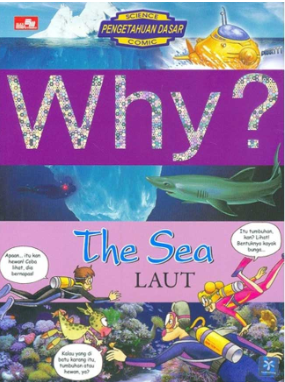 SCIENCE
PENGETAHUAN DASAR
COMIC
Why?
The Sea
LAUT
Apaan... itu kan
hewan! Coba
lihat, dia
bernapas!
Itu tumbuhan,
kan? Lihat!
Bentuknya kayak
bunga...
Kalau yang di
batu karang itu,
tumbuhan atau
hewan, ya?